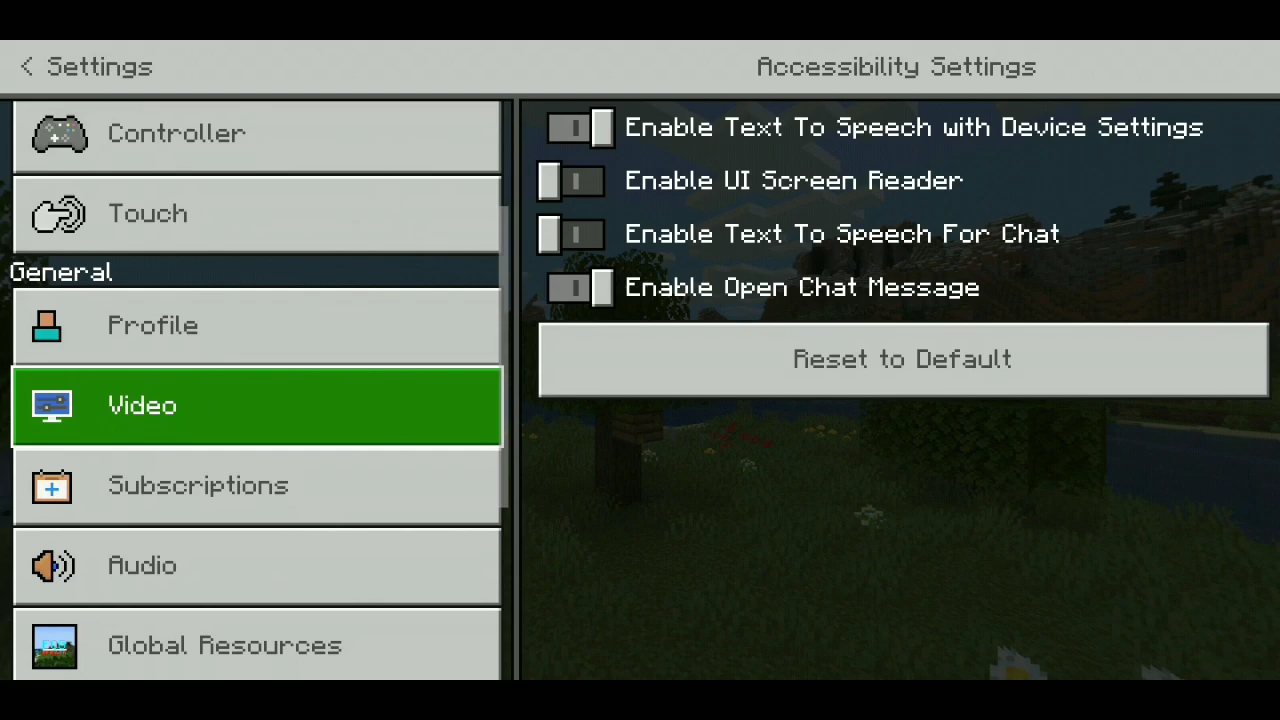 Settings
Accessibility Settings
Controller
Touch
General
Profile
Video
Subscriptions
Audio
Global Resources
Enable Text To Speech with Device Settings
Enable UI Screen Reader
Enable Text To Speech For Chat
Enable Open Chat Message
Reset to Default